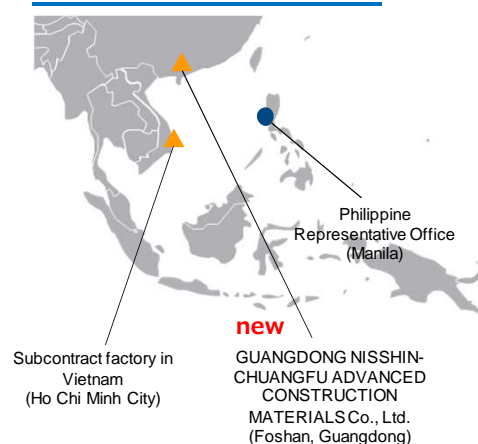 Philippine
Representative Office
(Manila)
new
Subcontract factory in
Vietnam
(Ho Chi Minh City)
GUANGDONG NISSHIN-
CHUANGFU ADVANCED
CONSTRUCTION
MATERIALS Co., Ltd.
(Foshan, Guangdong)